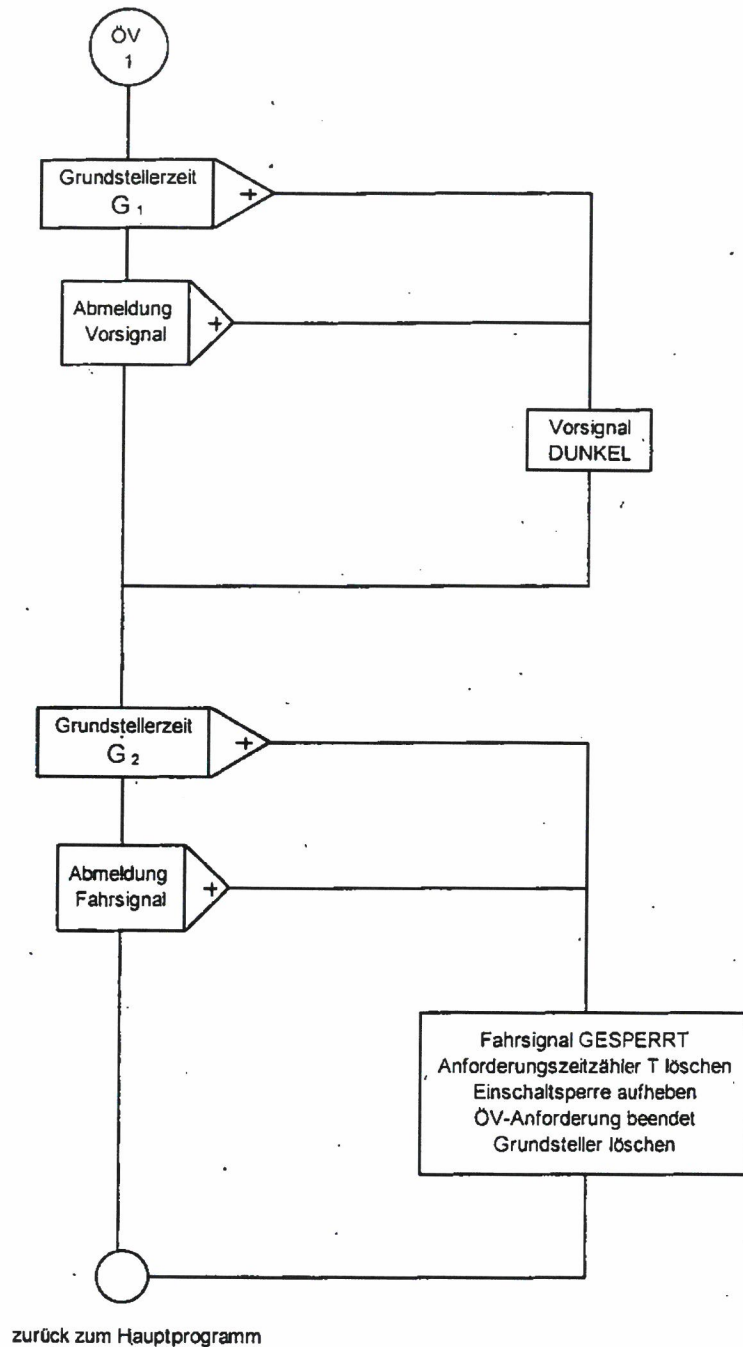 ÖV
1
Grundstellerzeit
G 1
+
Abmeldung
Vorsignal
+
Vorsignal
DUNKEL
Grundstellerzeit
G 2
+
Abmeldung
Fahrsignal
+
Fahrsignal GESPERRT
Anforderungszeitzähler T löschen
Einschaltsperre aufheben
ÖV-Anforderung beendet
Grundsteller löschen
zurück zum Hauptprogramm